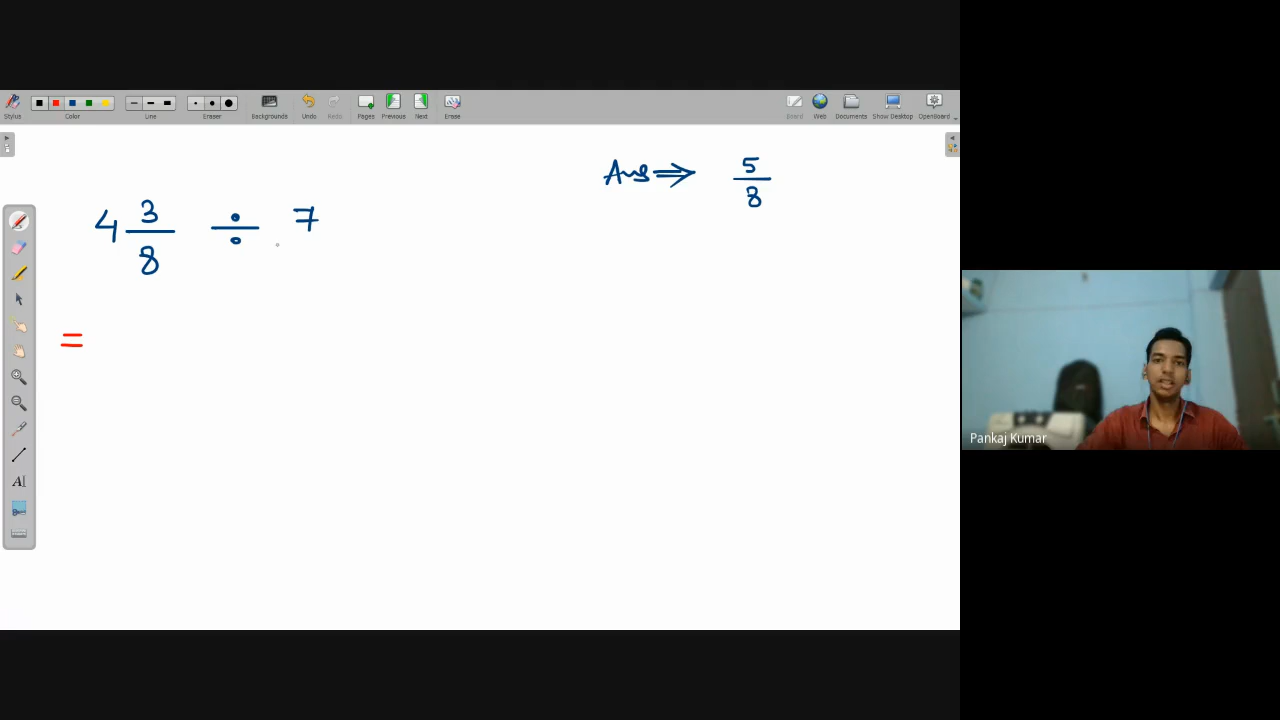 Stylus Color Line Eraser Backgrounds Undo Redo Pages Previous Next Erase Board Web Documents Show Desktop OpenBoard
Ans ⇒ 5/8
4 3/8 ÷ 7
=
Pankaj Kumar